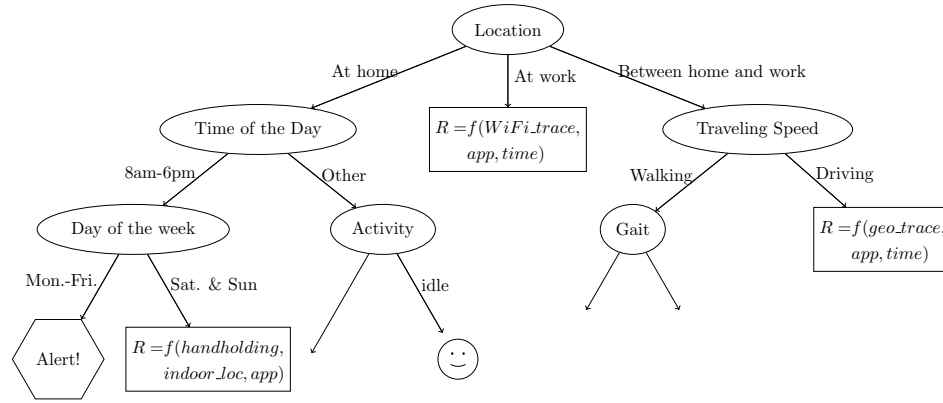 Location
At home
At work
Between home and work
Time of the Day
R =f(WiFi_trace,
app, time)
Traveling Speed
8am-6pm
Other
Walking
Driving
Day of the week
Activity
Gait
R =f(geo_trace,
app, time)
Mon.-Fri.
Sat. & Sun
idle
Alert!
R =f(handholding,
indoor_loc, app)